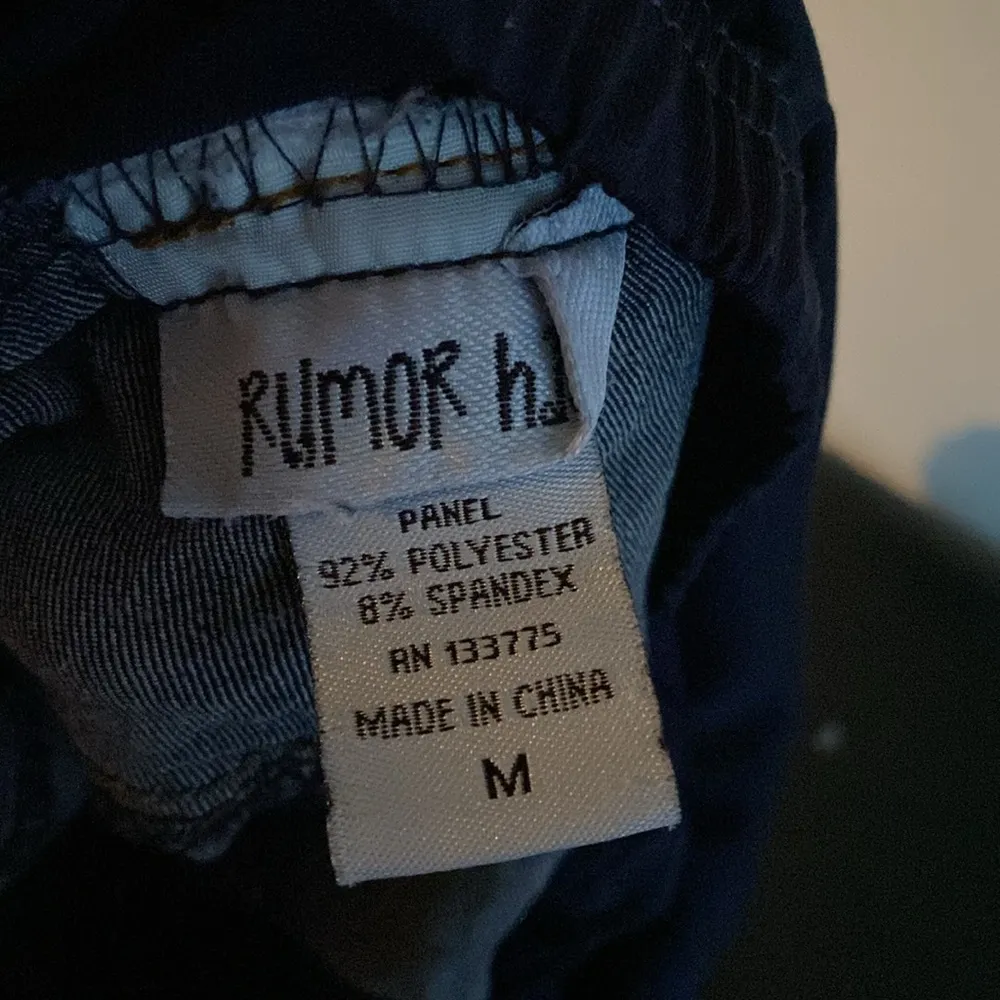 RUMOR
PANEL
92% POLYESTER
8% SPANDEX
RN 133775
MADE IN CHINA
M